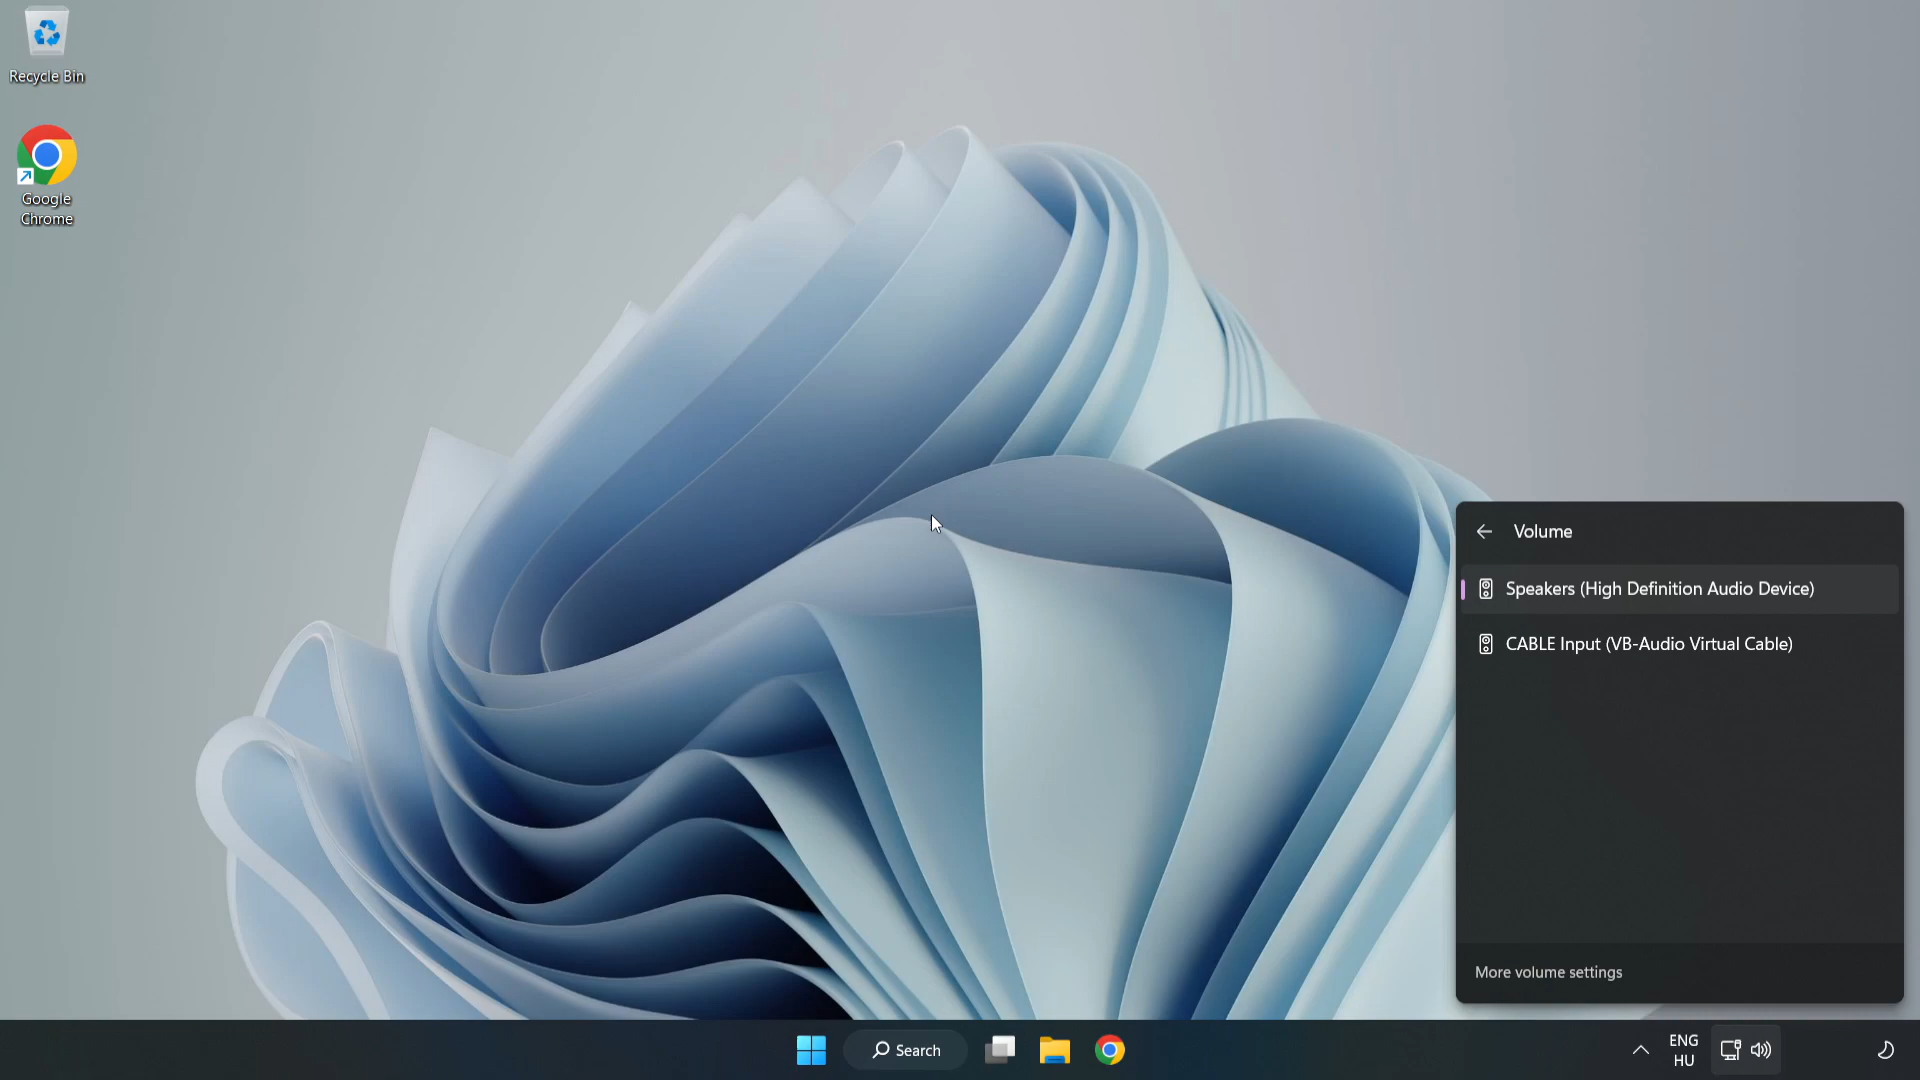 Recycle Bin
Google
Chrome
Volume
Speakers (High Definition Audio Device)
CABLE Input (VB-Audio Virtual Cable)
More volume settings
Search
ENG
HU